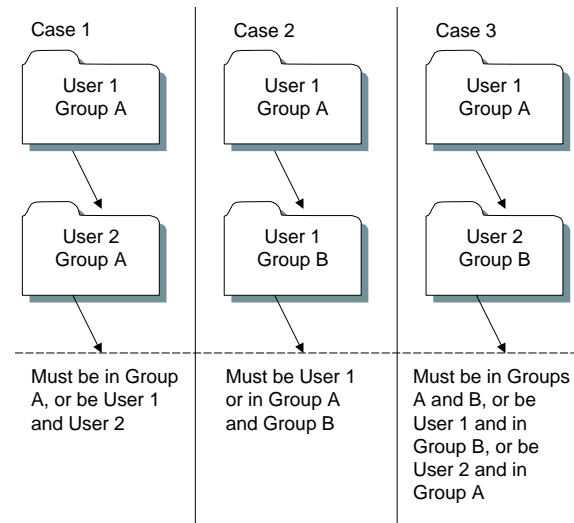 Case 1
User 1
Group A
User 2
Group A
Must be in Group
A, or be User 1
and User 2
Case 2
User 1
Group A
User 1
Group B
Must be User 1
or in Group A
and Group B
Case 3
User 1
Group A
User 2
Group B
Must be in Groups
A and B, or be
User 1 and in
Group B, or be
User 2 and in
Group A